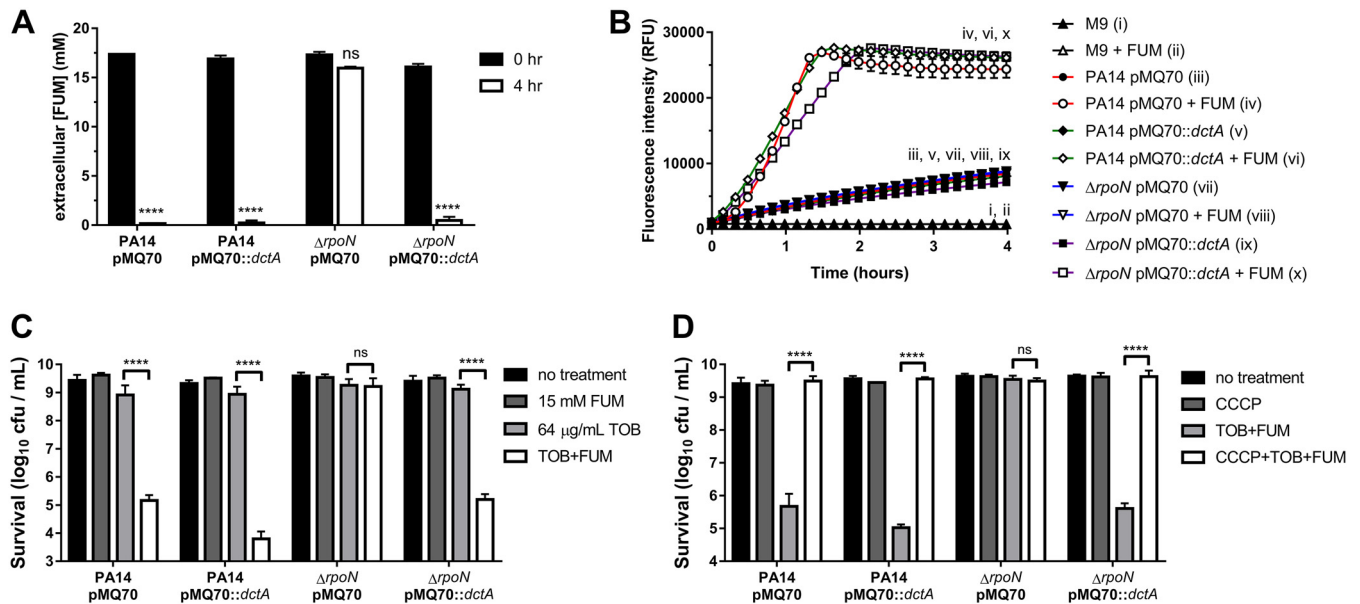 A
extracellular [FUM] (mM)
20
15
10
5
0
ns
****
****
****
0 hr
4 hr
PA14
pMQ70
PA14
pMQ70::dctA
ΔrpoN
pMQ70
ΔrpoN
pMQ70::dctA
B
Fluorescence intensity (RFU)
30000
20000
10000
0
iv, vi, x
iii, v, vii, viii, ix
i, ii
0
1
2
3
4
Time (hours)
M9 (i)
M9 + FUM (ii)
PA14 pMQ70 (iii)
PA14 pMQ70 + FUM (iv)
PA14 pMQ70::dctA (v)
PA14 pMQ70::dctA + FUM (vi)
ΔrpoN pMQ70 (vii)
ΔrpoN pMQ70 + FUM (viii)
ΔrpoN pMQ70::dctA (ix)
ΔrpoN pMQ70::dctA + FUM (x)
C
Survival (log10 cfu / mL)
10
9
8
7
6
5
4
3
****
****
ns
****
no treatment
15 mM FUM
64 μg/mL TOB
TOB+FUM
PA14
pMQ70
PA14
pMQ70::dctA
ΔrpoN
pMQ70
ΔrpoN
pMQ70::dctA
D
Survival (log10 cfu / mL)
10
9
8
7
6
5
4
****
****
ns
****
no treatment
CCCP
TOB+FUM
CCCP+TOB+FUM
PA14
pMQ70
PA14
pMQ70::dctA
ΔrpoN
pMQ70
ΔrpoN
pMQ70::dctA